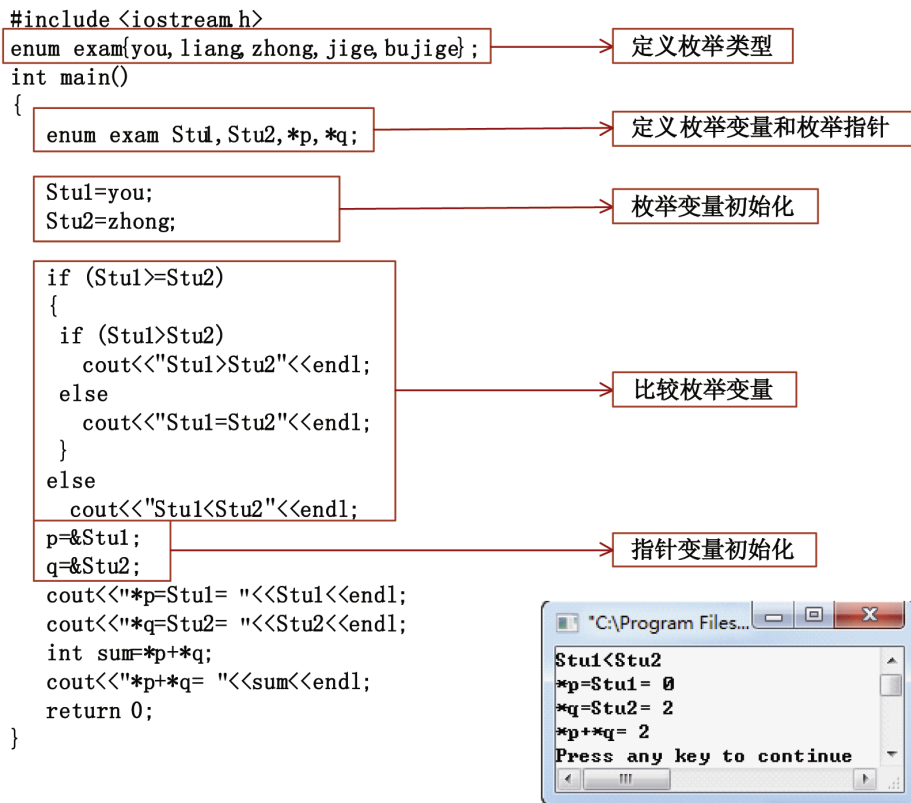 #include <iostream.h>
enum exam{you,liang,zhong,jige,bujige};
定义枚举类型
int main()
{
enum exam Stu1,Stu2,*p,*q;
定义枚举变量和枚举指针
Stu1=you;
Stu2=zhong;
枚举变量初始化
if (Stu1>=Stu2)
{
if (Stu1>Stu2)
cout<<"Stu1>Stu2"<<endl;
else
cout<<"Stu1=Stu2"<<endl;
}
else
cout<<"Stu1<Stu2"<<endl;
比较枚举变量
p=&Stu1;
q=&Stu2;
指针变量初始化
cout<<"*p=Stu1= "<<Stu1<<endl;
cout<<"*q=Stu2= "<<Stu2<<endl;
int sum=*p+*q;
cout<<"*p+*q= "<<sum<<endl;
return 0;
}
"C:\Program Files...
Stu1<Stu2
*p=Stu1= 0
*q=Stu2= 2
*p+*q= 2
Press any key to continue